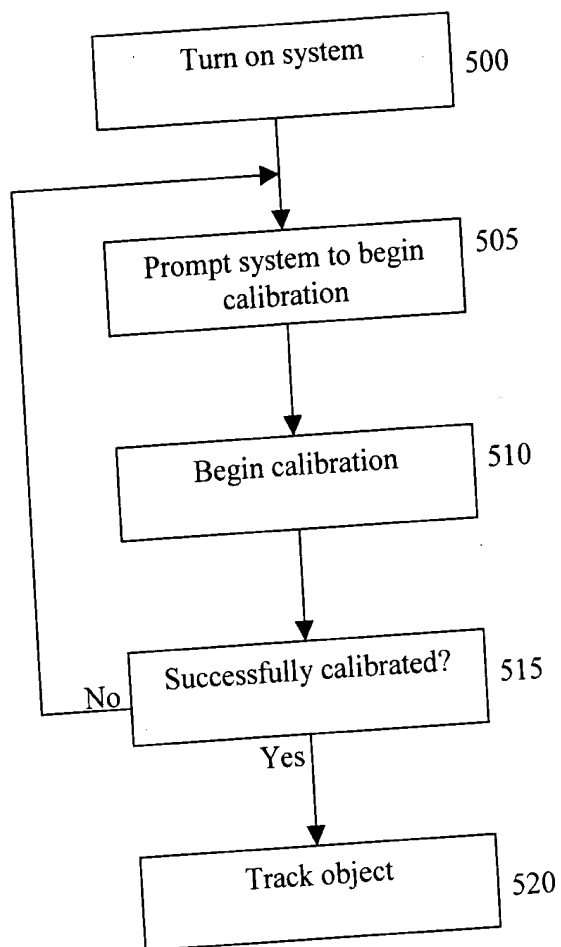 Turn on system
500
Prompt system to begin
calibration
505
Begin calibration
510
Successfully calibrated?
515
No
Yes
Track object
520